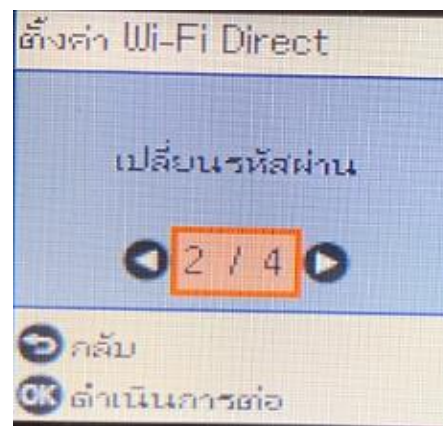 ตั้งค่า Wi-Fi Direct
เปลี่ยนรหัสผ่าน
2 / 4
กลับ
OK ดำเนินการต่อ